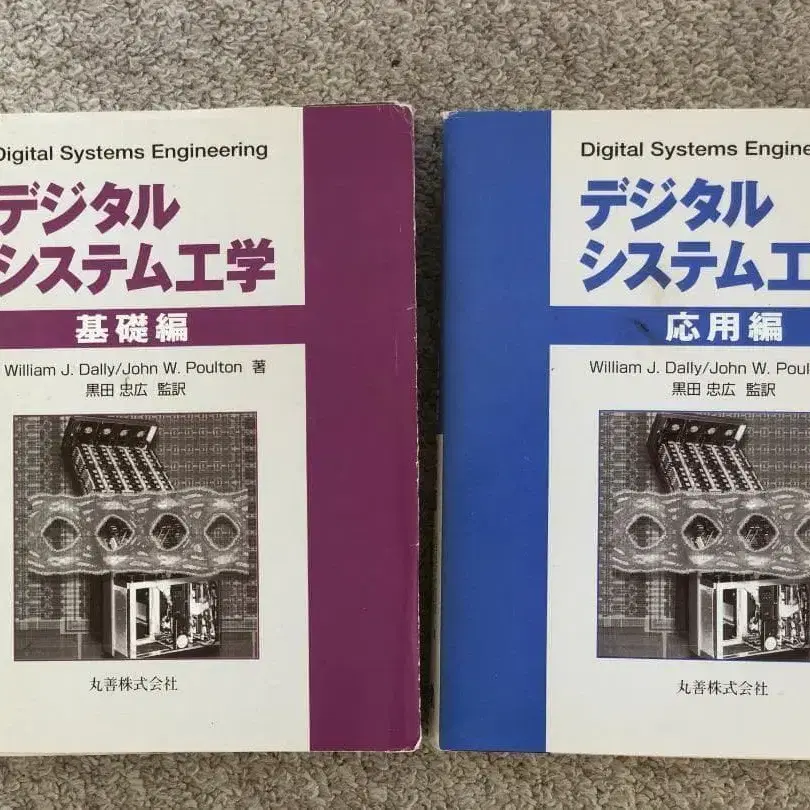 Digital Systems Engineering
デジタル
システム工学
基礎編
William J. Dally/John W. Poulton 著
黒田 忠広 監訳
丸善株式会社
Digital Systems Engine
デジタル
システム工
応用編
William J. Dally/John W. Poul
黒田 忠広 監訳
丸善株式会社